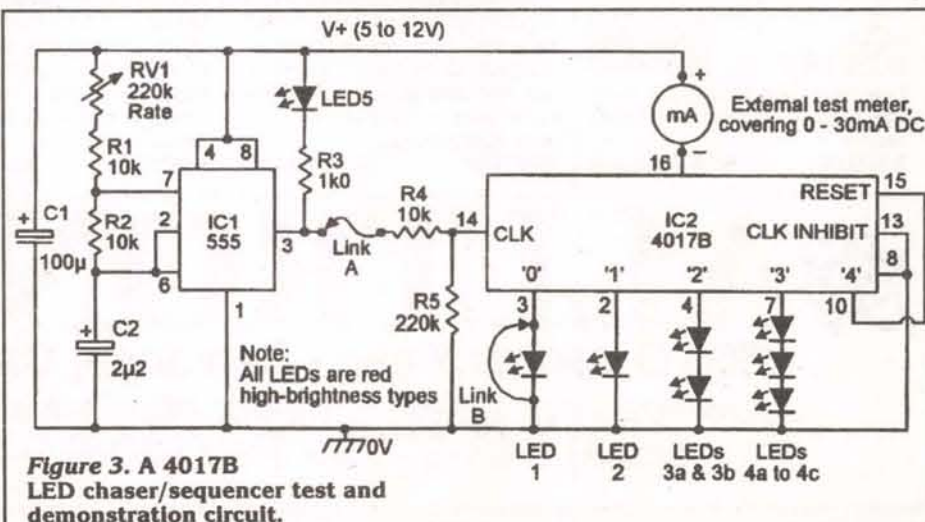 V+ (5 to 12V)
RV1
220k
Rate
R1
10k
R2
10k
C1
100µ
C2
2µ2
4
8
7
2
6
3
1
IC1
555
LED5
R3
1k0
Link
A
R4
10k
R5
220k
14
+
mA
−
External test meter,
covering 0 - 30mA DC
16
CLK
IC2
4017B
RESET
CLK INHIBIT
15
13
8
'0'
'1'
'2'
'3'
'4'
3
2
4
7
10
Link
B
Note:
All LEDs are red
high-brightness types
0V
LED
1
LED
2
LEDs
3a & 3b
LEDs
4a to 4c
+
+
Figure 3. A 4017B
LED chaser/sequencer test and
demonstration circuit.